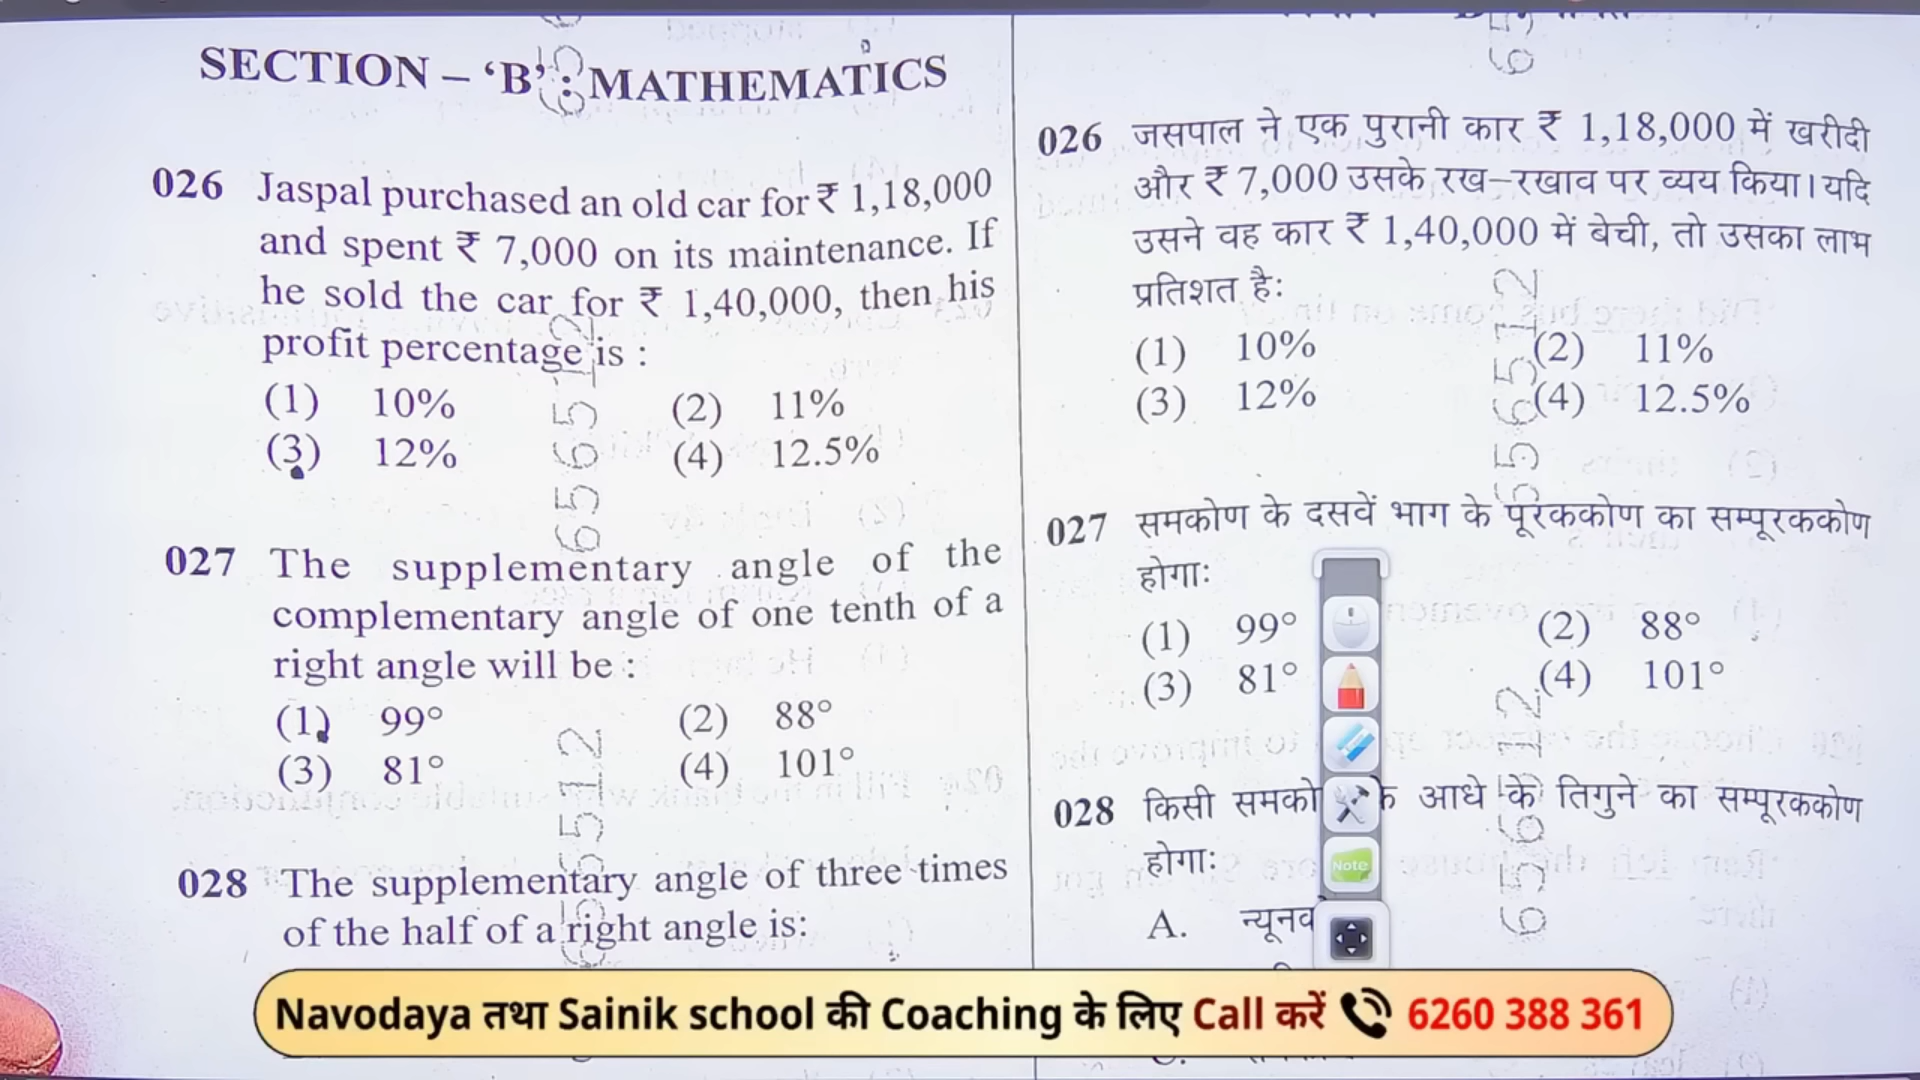 SECTION – ‘B’ : MATHEMATICS
026 Jaspal purchased an old car for ₹ 1,18,000
and spent ₹ 7,000 on its maintenance. If
he sold the car for ₹ 1,40,000, then his
profit percentage is :
(1) 10% (2) 11%
(3) 12% (4) 12.5%
027 The supplementary angle of the
complementary angle of one tenth of a
right angle will be :
(1) 99° (2) 88°
(3) 81° (4) 101°
028 The supplementary angle of three times
of the half of a right angle is:
026 जसपाल ने एक पुरानी कार ₹ 1,18,000 में खरीदी
और ₹ 7,000 उसके रख–रखाव पर व्यय किया। यदि
उसने वह कार ₹ 1,40,000 में बेची, तो उसका लाभ
प्रतिशत है:
(1) 10% (2) 11%
(3) 12% (4) 12.5%
027 समकोण के दसवें भाग के पूरककोण का सम्पूरककोण
होगा:
(1) 99° (2) 88°
(3) 81° (4) 101°
028 किसी के आधे के तिगुने का सम्पूरककोण
होगा:
A.
Note
Navodaya तथा Sainik school की Coaching के लिए Call करें 6260 388 361